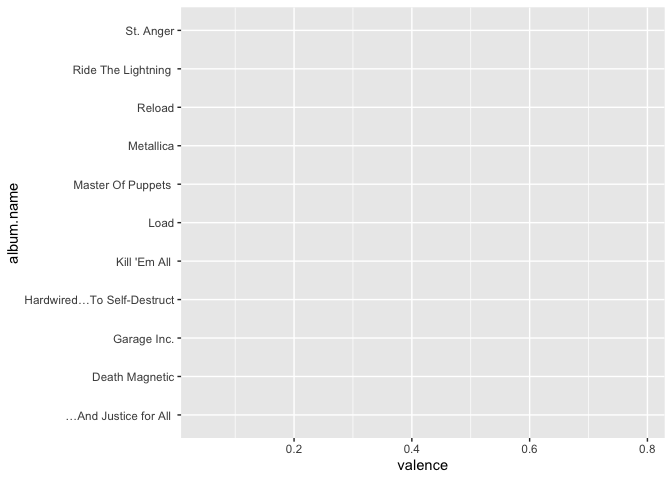 St. Anger
Ride The Lightning
Reload
Metallica
Master Of Puppets
Load
Kill 'Em All
Hardwired…To Self-Destruct
Garage Inc.
Death Magnetic
…And Justice for All
album.name
0.2 0.4 0.6 0.8
valence